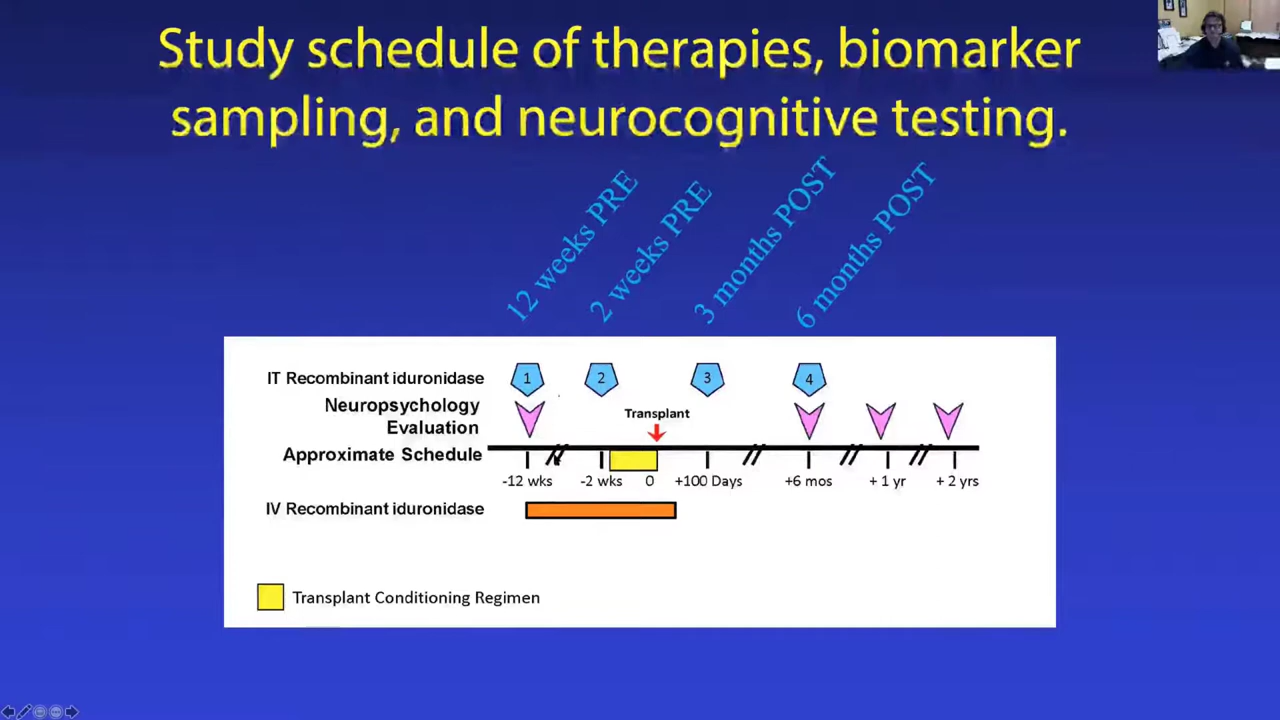 Study schedule of therapies, biomarker
sampling, and neurocognitive testing.
12 weeks PRE
2 weeks PRE
3 months POST
6 months POST
IT Recombinant iduronidase
1 2 3 4
Neuropsychology
Evaluation
Transplant
Approximate Schedule
-12 wks -2 wks 0 +100 Days +6 mos + 1 yr + 2 yrs
IV Recombinant iduronidase
Transplant Conditioning Regimen